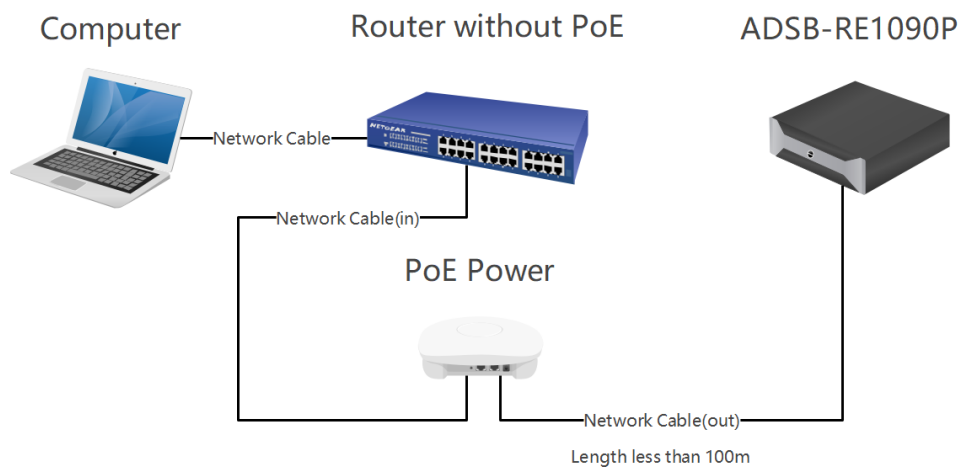 Computer
Router without PoE
ADSB-RE1090P
NETGEAR
Network Cable
Network Cable(in)
PoE Power
Network Cable(out)
Length less than 100m